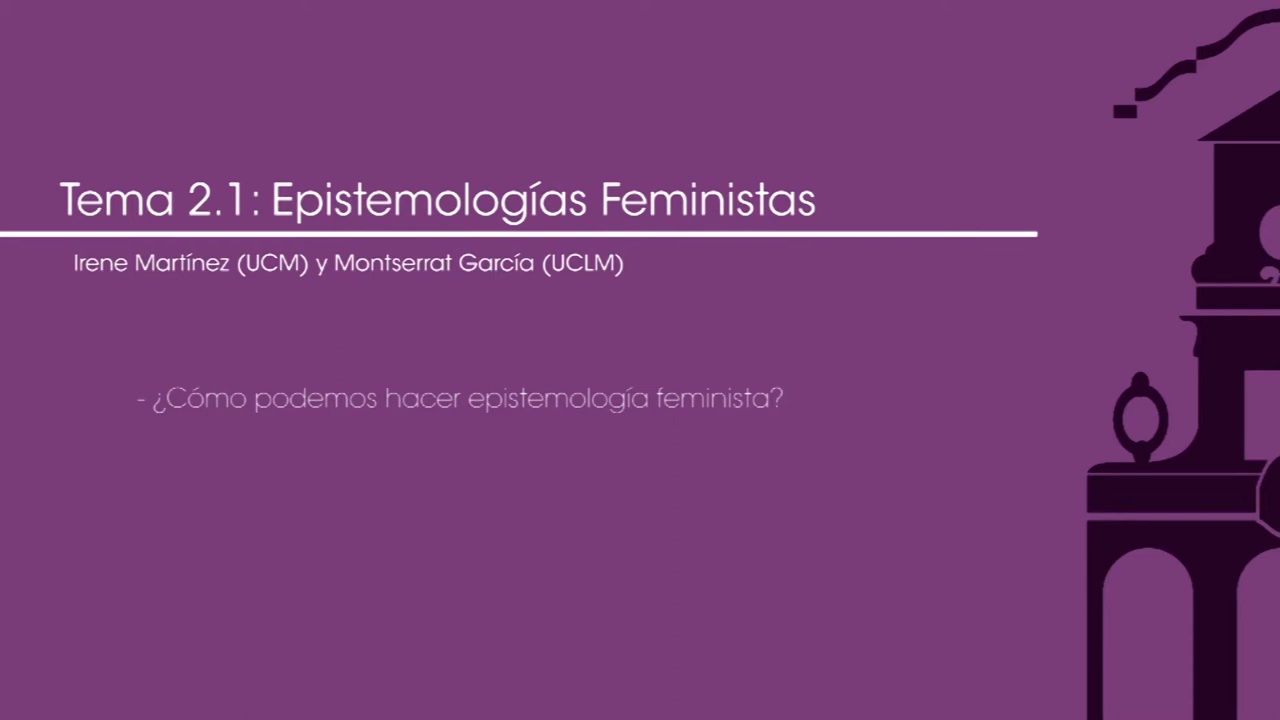 Tema 2.1: Epistemologías Feministas
Irene Martínez (UCM) y Montserrat García (UCLM)
- ¿Cómo podemos hacer epistemología feminista?